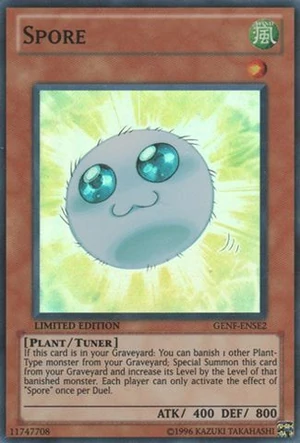 SPORE
WIND
風
LIMITED EDITION GENF-ENSE2
[PLANT/TUNER]
If this card is in your Graveyard: You can banish 1 other Plant-
Type monster from your Graveyard; Special Summon this card
from your Graveyard and increase its Level by the Level of that
banished monster. Each player can only activate the effect of
"Spore" once per Duel.
ATK/ 400 DEF/ 800
11747708 ©1996 KAZUKI TAKAHASHI